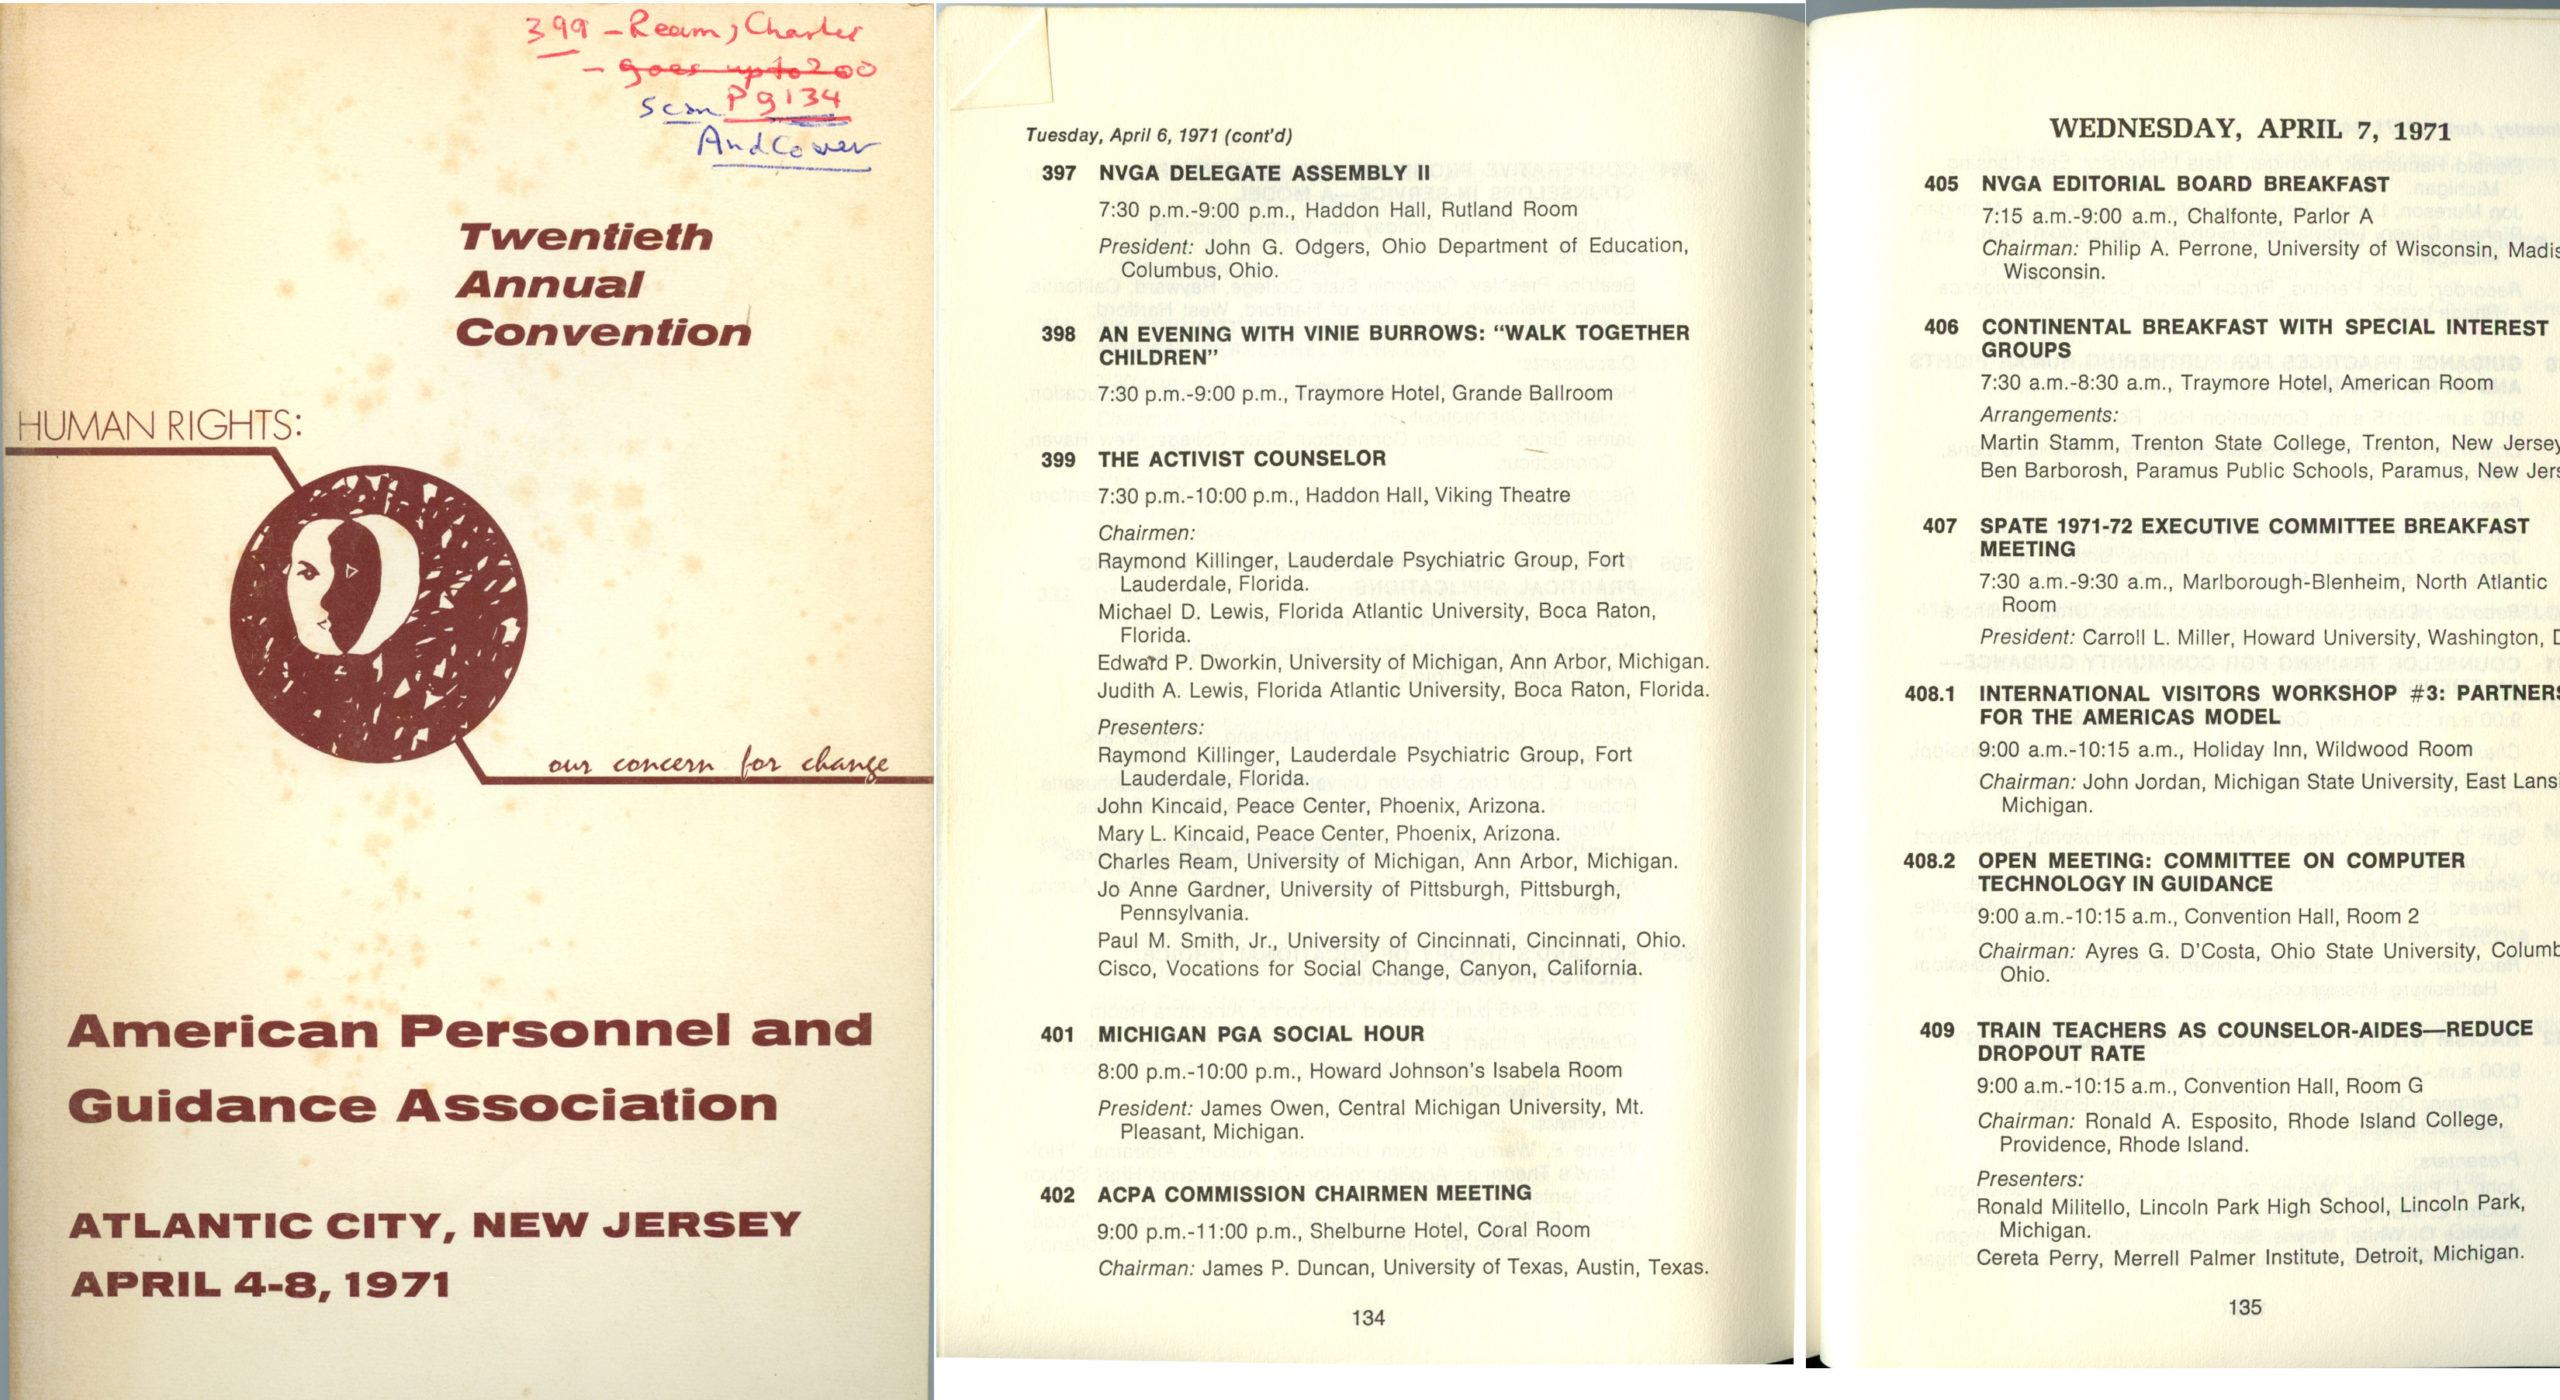 399 - Ream, Charles
- goes up to 200
Scan Pg 134
And Cover
Twentieth
Annual
Convention
HUMAN RIGHTS:
our concern for change
American Personnel and
Guidance Association
ATLANTIC CITY, NEW JERSEY
APRIL 4-8, 1971
Tuesday, April 6, 1971 (cont'd)
397 NVGA DELEGATE ASSEMBLY II
7:30 p.m.-9:00 p.m., Haddon Hall, Rutland Room
President: John G. Odgers, Ohio Department of Education,
Columbus, Ohio.
398 AN EVENING WITH VINIE BURROWS: "WALK TOGETHER
CHILDREN"
7:30 p.m.-9:00 p.m., Traymore Hotel, Grande Ballroom
399 THE ACTIVIST COUNSELOR
7:30 p.m.-10:00 p.m., Haddon Hall, Viking Theatre
Chairmen:
Raymond Killinger, Lauderdale Psychiatric Group, Fort
Lauderdale, Florida.
Michael D. Lewis, Florida Atlantic University, Boca Raton,
Florida.
Edward P. Dworkin, University of Michigan, Ann Arbor, Michigan.
Judith A. Lewis, Florida Atlantic University, Boca Raton, Florida.
Presenters:
Raymond Killinger, Lauderdale Psychiatric Group, Fort
Lauderdale, Florida.
John Kincaid, Peace Center, Phoenix, Arizona.
Mary L. Kincaid, Peace Center, Phoenix, Arizona.
Charles Ream, University of Michigan, Ann Arbor, Michigan.
Jo Anne Gardner, University of Pittsburgh, Pittsburgh,
Pennsylvania.
Paul M. Smith, Jr., University of Cincinnati, Cincinnati, Ohio.
Cisco, Vocations for Social Change, Canyon, California.
401 MICHIGAN PGA SOCIAL HOUR
8:00 p.m.-10:00 p.m., Howard Johnson's Isabela Room
President: James Owen, Central Michigan University, Mt.
Pleasant, Michigan.
402 ACPA COMMISSION CHAIRMEN MEETING
9:00 p.m.-11:00 p.m., Shelburne Hotel, Coral Room
Chairman: James P. Duncan, University of Texas, Austin, Texas.
134
WEDNESDAY, APRIL 7, 1971
405 NVGA EDITORIAL BOARD BREAKFAST
7:15 a.m.-9:00 a.m., Chalfonte, Parlor A
Chairman: Philip A. Perrone, University of Wisconsin, Madis
Wisconsin.
406 CONTINENTAL BREAKFAST WITH SPECIAL INTEREST
GROUPS
7:30 a.m.-8:30 a.m., Traymore Hotel, American Room
Arrangements:
Martin Stamm, Trenton State College, Trenton, New Jersey
Ben Barborosh, Paramus Public Schools, Paramus, New Jers
407 SPATE 1971-72 EXECUTIVE COMMITTEE BREAKFAST
MEETING
7:30 a.m.-9:30 a.m., Marlborough-Blenheim, North Atlantic
Room
President: Carroll L. Miller, Howard University, Washington, D
408.1 INTERNATIONAL VISITORS WORKSHOP #3: PARTNERS
FOR THE AMERICAS MODEL
9:00 a.m.-10:15 a.m., Holiday Inn, Wildwood Room
Chairman: John Jordan, Michigan State University, East Lansi
Michigan.
408.2 OPEN MEETING: COMMITTEE ON COMPUTER
TECHNOLOGY IN GUIDANCE
9:00 a.m.-10:15 a.m., Convention Hall, Room 2
Chairman: Ayres G. D'Costa, Ohio State University, Columb
Ohio.
409 TRAIN TEACHERS AS COUNSELOR-AIDES—REDUCE
DROPOUT RATE
9:00 a.m.-10:15 a.m., Convention Hall, Room G
Chairman: Ronald A. Esposito, Rhode Island College,
Providence, Rhode Island.
Presenters:
Ronald Militello, Lincoln Park High School, Lincoln Park,
Michigan.
Cereta Perry, Merrell Palmer Institute, Detroit, Michigan.
135